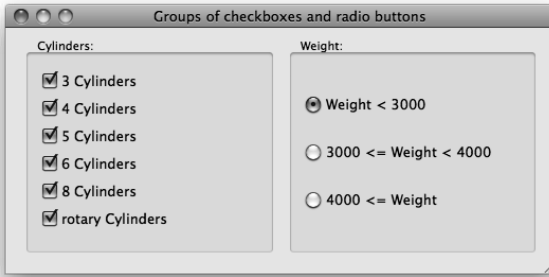 Groups of checkboxes and radio buttons
Cylinders:
3 Cylinders
4 Cylinders
5 Cylinders
6 Cylinders
8 Cylinders
rotary Cylinders
Weight:
Weight < 3000
3000 <= Weight < 4000
4000 <= Weight